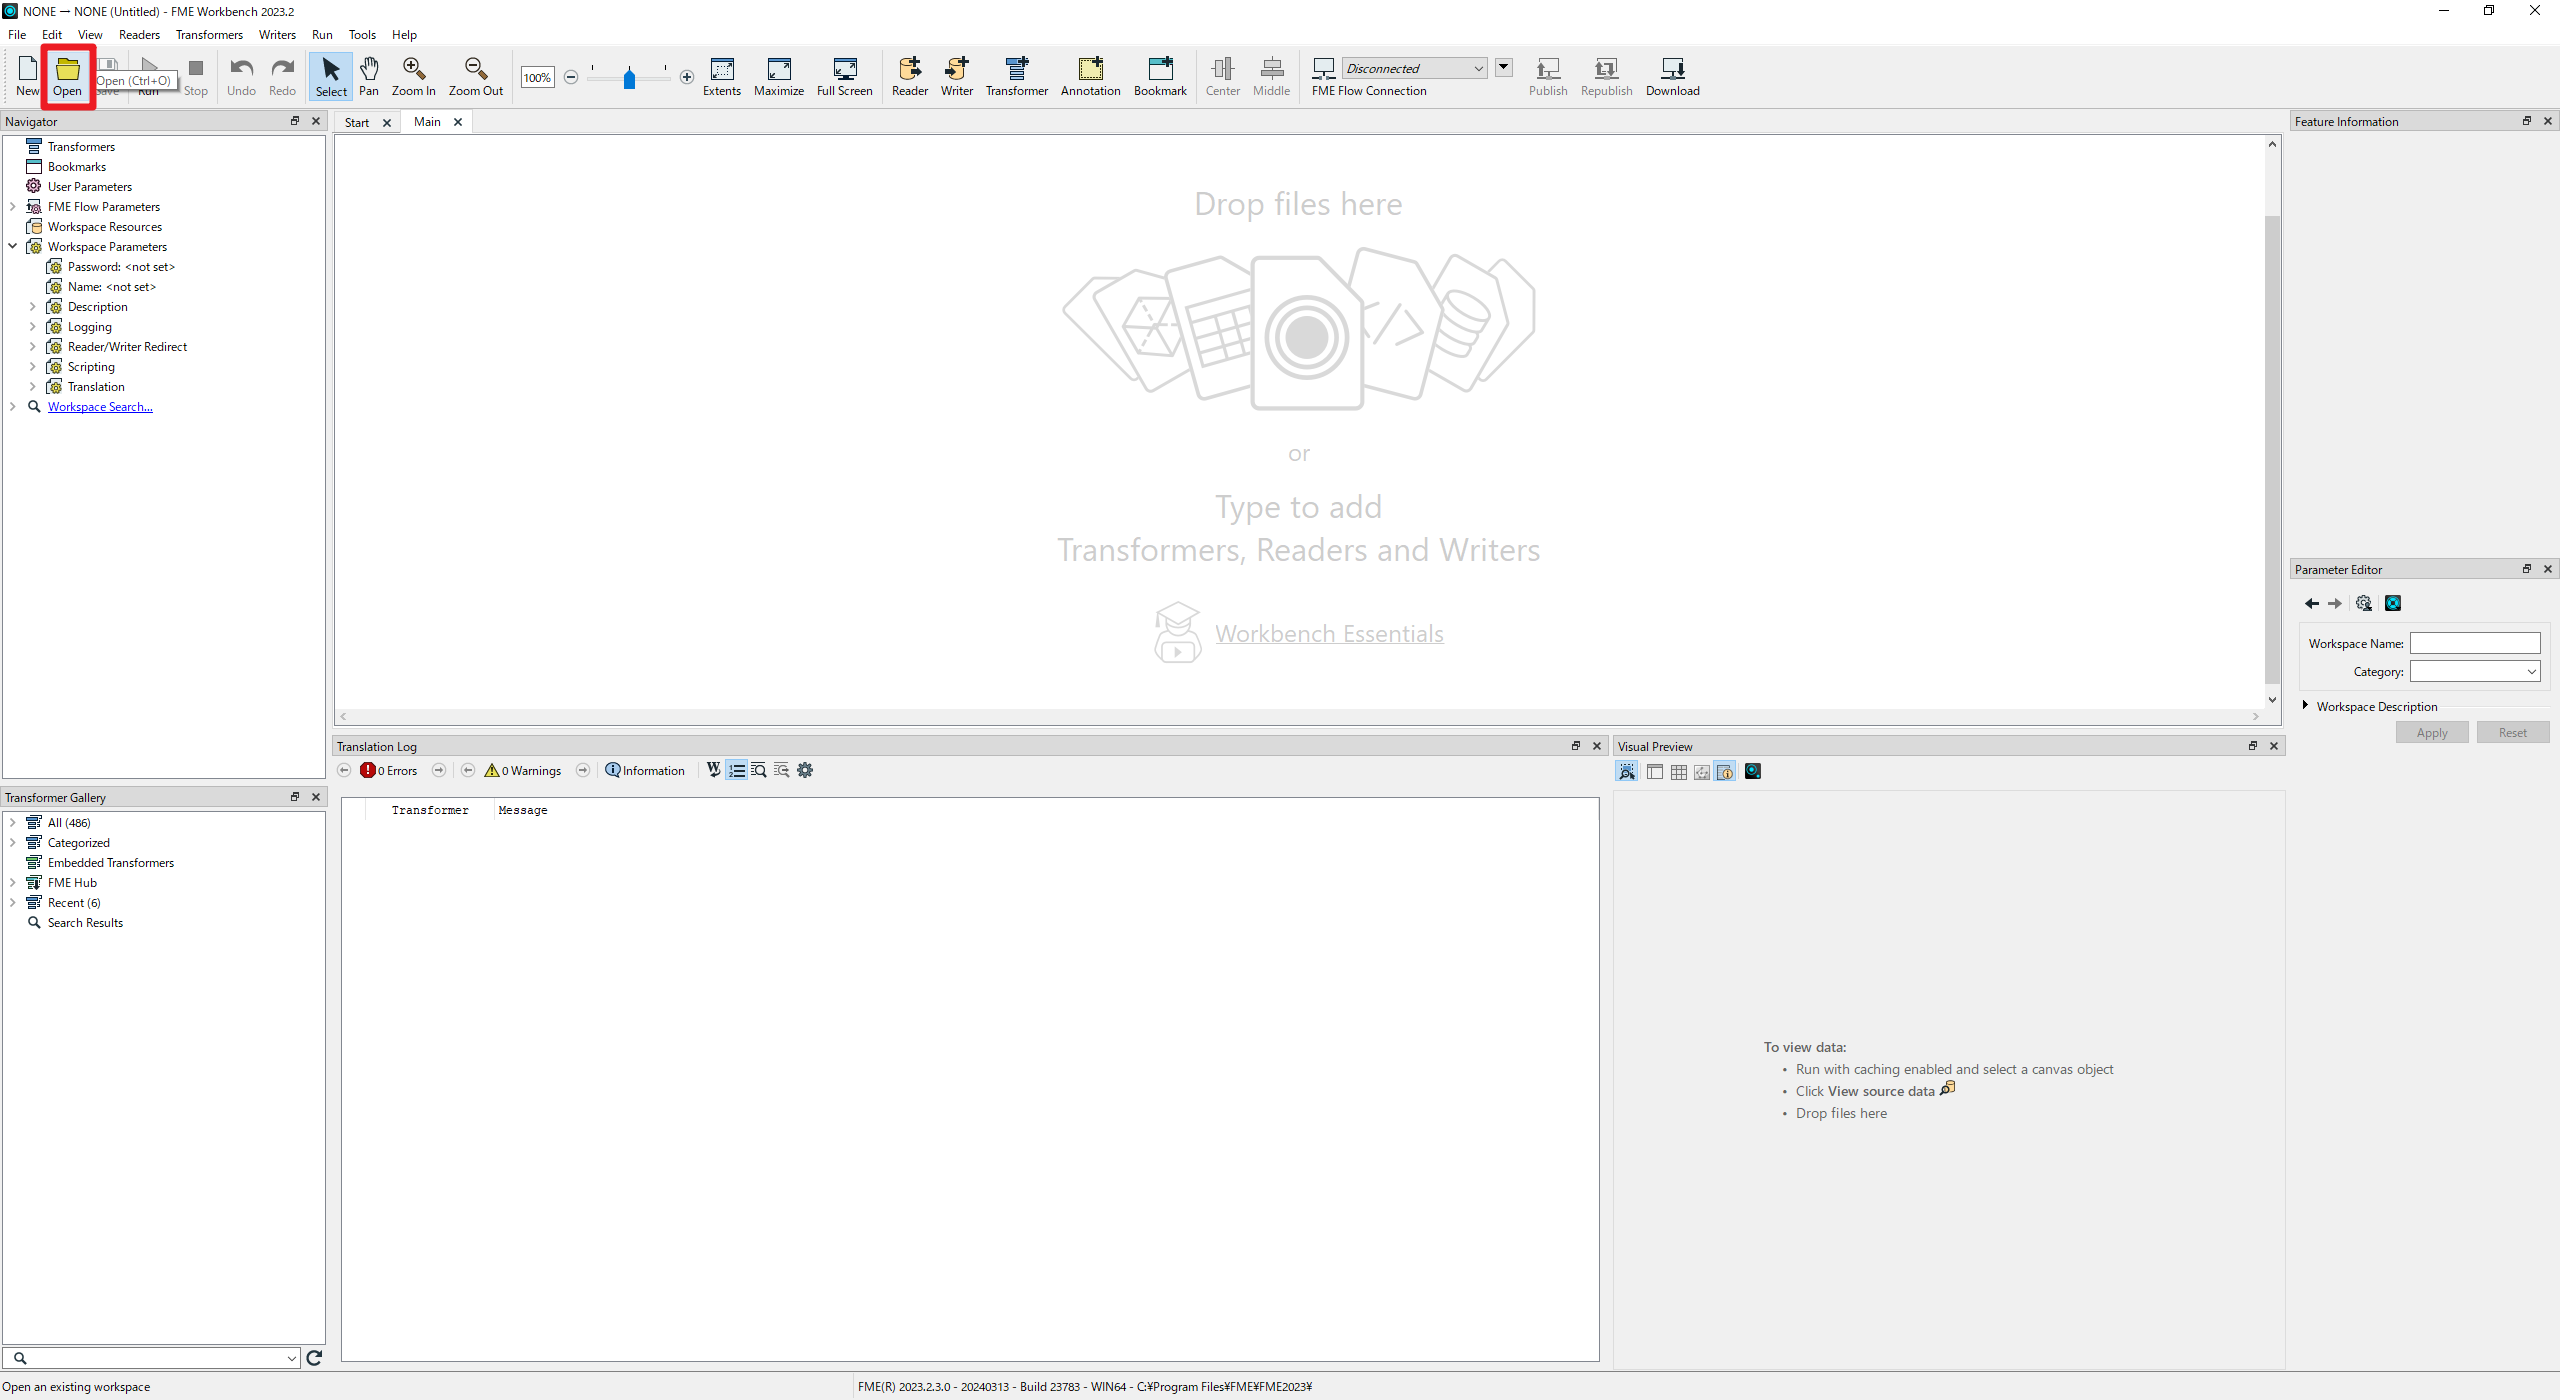 NONE → NONE (Untitled) - FME Workbench 2023.2
File Edit View Readers Transformers Writers Run Tools Help
New Open Save Run Stop Undo Redo Select Pan Zoom In Zoom Out 100% Extents Maximize Full Screen Reader Writer Transformer Annotation Bookmark Center Middle Disconnected FME Flow Connection Publish Republish Download
Open (Ctrl+O)
Navigator
Transformers
Bookmarks
User Parameters
FME Flow Parameters
Workspace Resources
Workspace Parameters
Password: <not set>
Name: <not set>
Description
Logging
Reader/Writer Redirect
Scripting
Translation
Workspace Search...
Transformer Gallery
All (486)
Categorized
Embedded Transformers
FME Hub
Recent (6)
Search Results
Start Main
Drop files here
or
Type to add
Transformers, Readers and Writers
Workbench Essentials
Translation Log
0 Errors 0 Warnings Information
Transformer Message
Visual Preview
To view data:
• Run with caching enabled and select a canvas object
• Click View source data
• Drop files here
Feature Information
Parameter Editor
Workspace Name:
Category:
Workspace Description
Apply Reset
Open an existing workspace
FME(R) 2023.2.3.0 - 20240313 - Build 23783 - WIN64 - C:¥Program Files¥FME¥FME2023¥